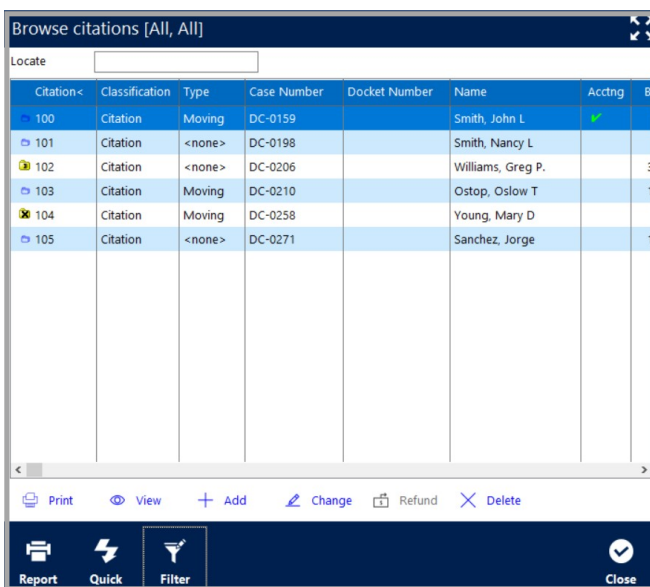 Browse citations [All, All]
Locate
Citation< Classification Type Case Number Docket Number Name Acctng B
100 Citation Moving DC-0159 Smith, John L
101 Citation <none> DC-0198 Smith, Nancy L
102 Citation <none> DC-0206 Williams, Greg P. 3
103 Citation Moving DC-0210 Ostop, Oslow T 1
104 Citation Moving DC-0258 Young, Mary D
105 Citation <none> DC-0271 Sanchez, Jorge 1
Print View Add Change Refund Delete
Report Quick Filter Close